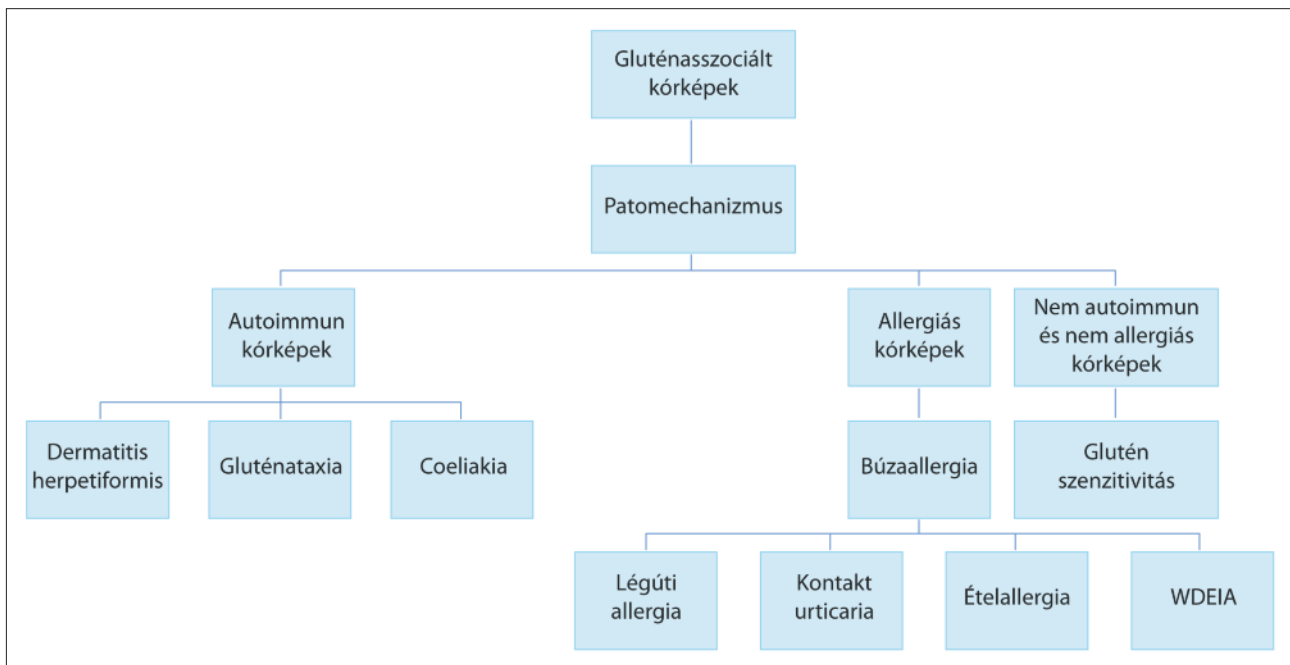 Gluténasszociált
kórképek
Patomechanizmus
Autoimmun
kórképek
Allergiás
kórképek
Nem autoimmun
és nem allergiás
kórképek
Dermatitis
herpetiformis
Gluténataxia
Coeliakia
Búzaallergia
Glutén
szenzitivitás
Légúti
allergia
Kontakt
urticaria
Ételallergia
WDEIA